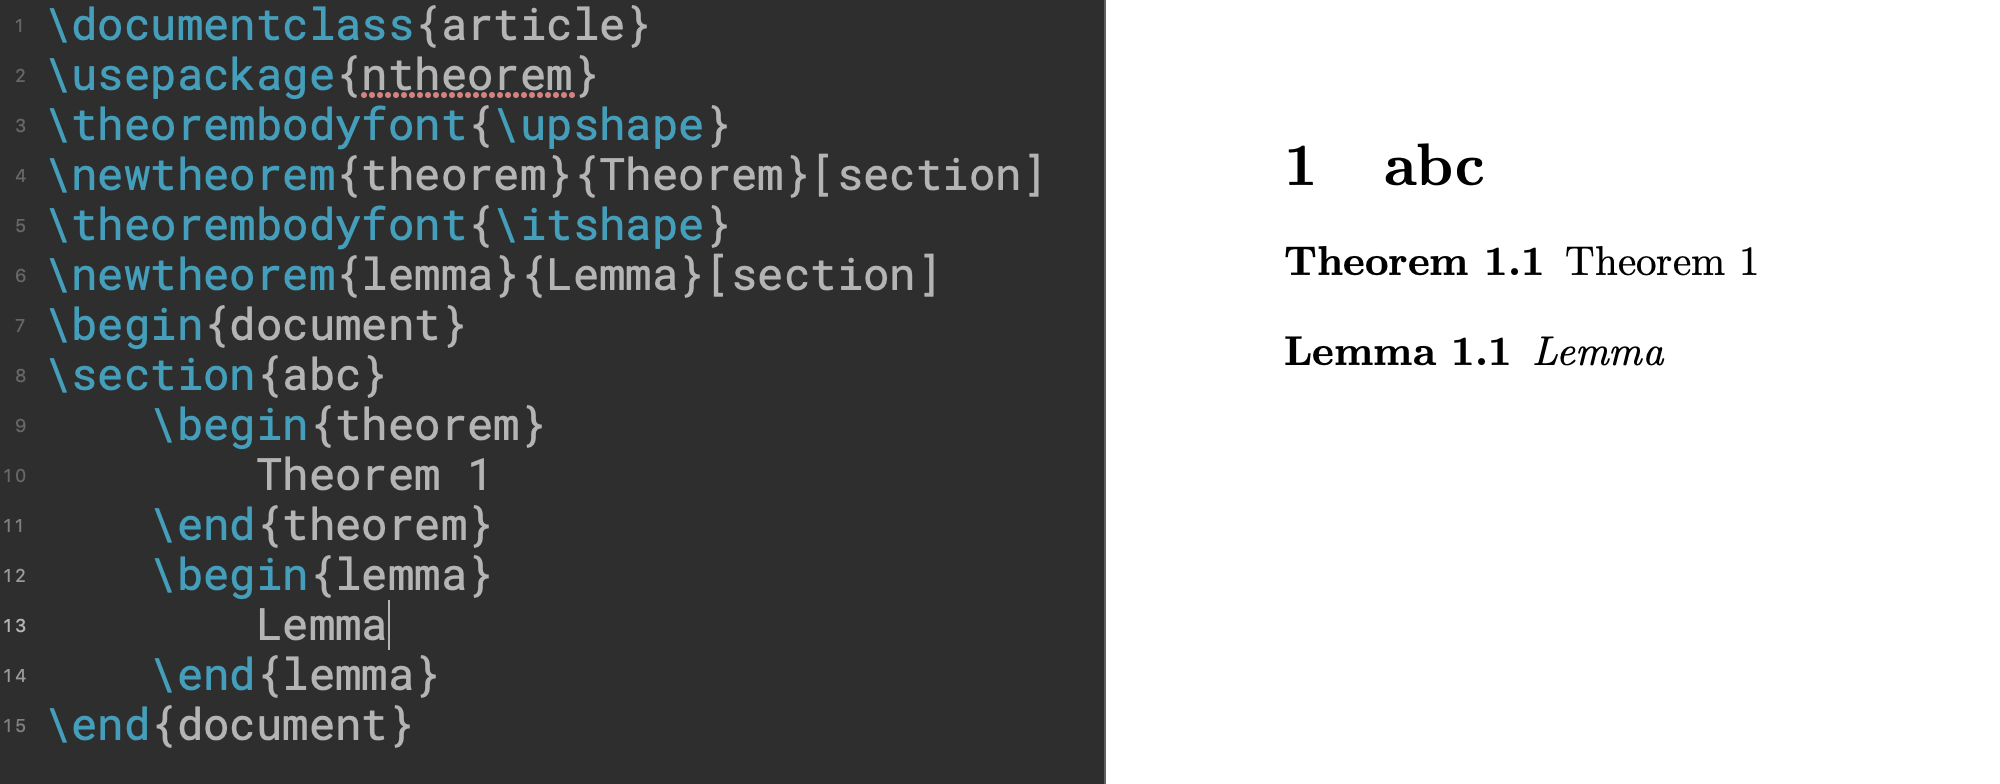 1 \documentclass{article}
2 \usepackage{ntheorem}
3 \theorembodyfont{\upshape}
4 \newtheorem{theorem}{Theorem}[section]
5 \theorembodyfont{\itshape}
6 \newtheorem{lemma}{Lemma}[section]
7 \begin{document}
8 \section{abc}
9 \begin{theorem}
10 Theorem 1
11 \end{theorem}
12 \begin{lemma}
13 Lemma
14 \end{lemma}
15 \end{document}
1 abc
Theorem 1.1 Theorem 1
Lemma 1.1 Lemma